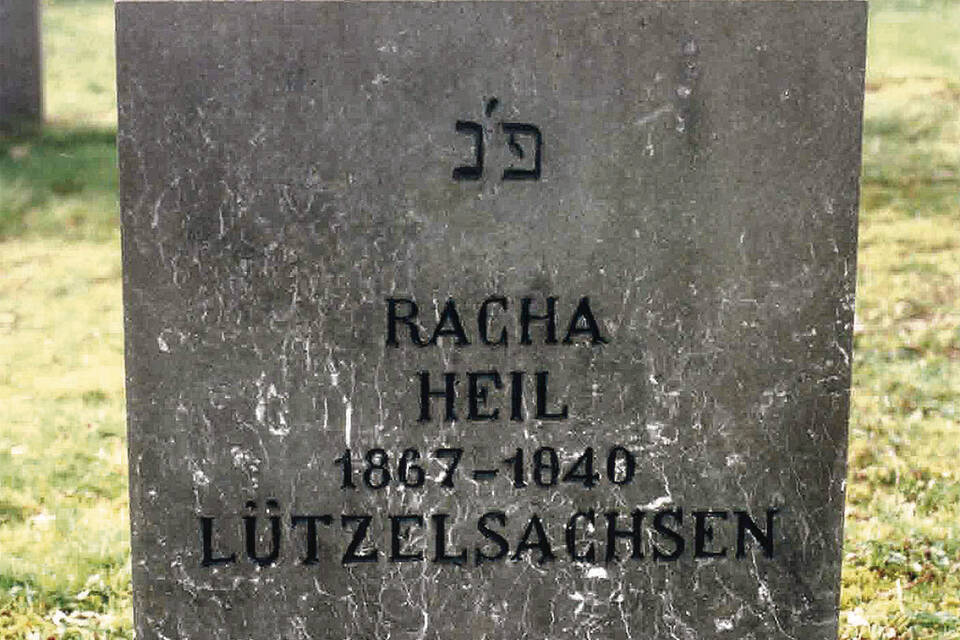 פ'נ
RACHA
HEIL
1867-1940
LÜTZELSACHSEN